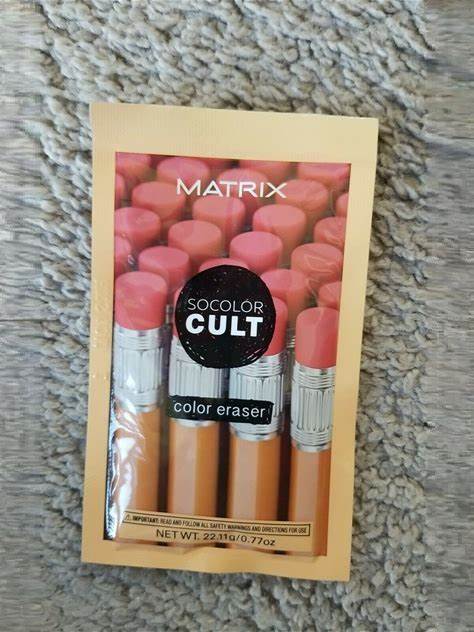 MATRIX
SOCOLOR
CULT
color eraser
IMPORTANT: READ AND FOLLOW ALL SAFETY WARNINGS AND DIRECTIONS FOR USE
NET WT. 22.11g/0.77oz